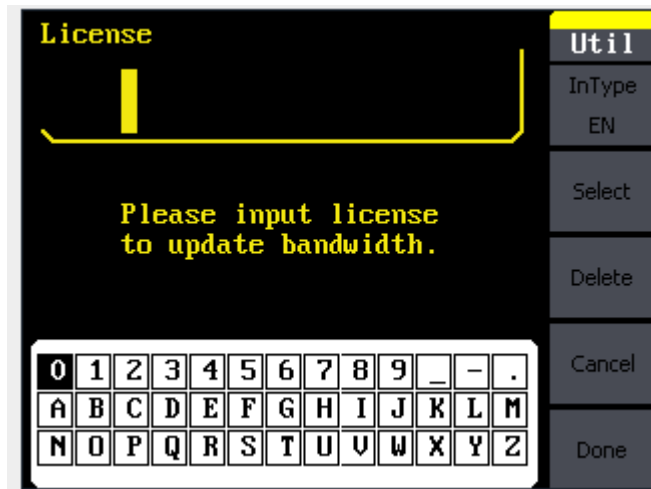 License
Util
InType
EN
Select
Please input license
to update bandwidth.
Delete
Cancel
0 1 2 3 4 5 6 7 8 9 _ - .
A B C D E F G H I J K L M
N O P Q R S T U V W X Y Z
Done